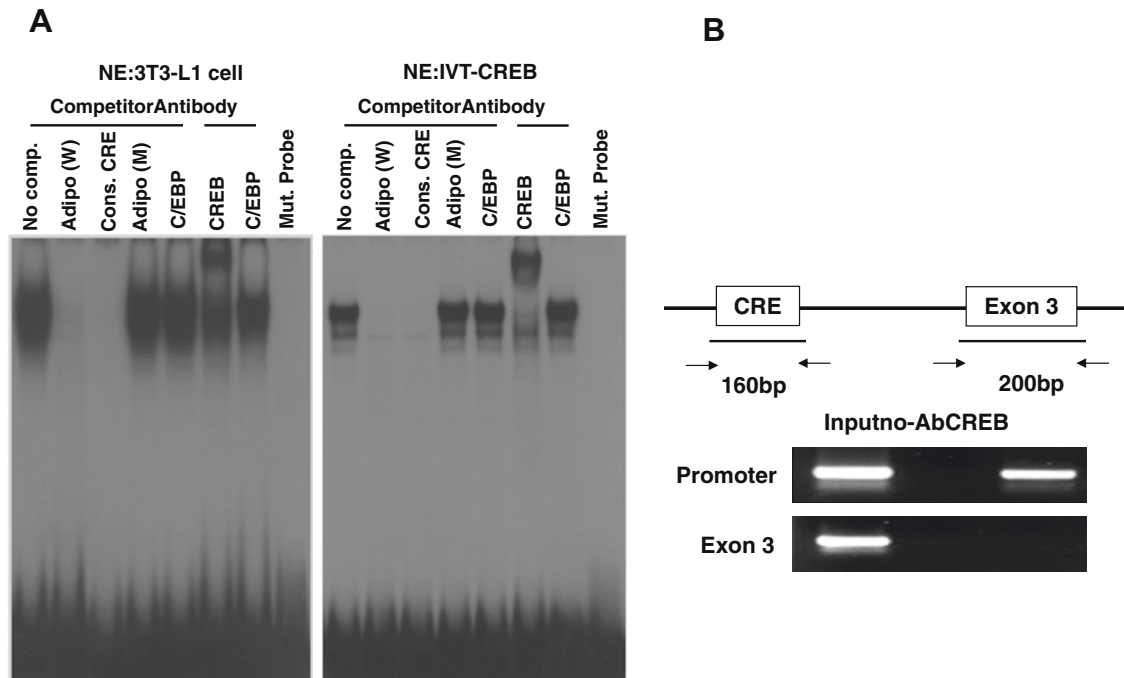 A
NE:3T3-L1 cell
CompetitorAntibody
No comp.
Adipo (W)
Cons. CRE
Adipo (M)
C/EBP
CREB
C/EBP
Mut. Probe
NE:IVT-CREB
CompetitorAntibody
No comp.
Adipo (W)
Cons. CRE
Adipo (M)
C/EBP
CREB
C/EBP
Mut. Probe
B
CRE
Exon 3
160bp
200bp
Inputno-AbCREB
Promoter
Exon 3